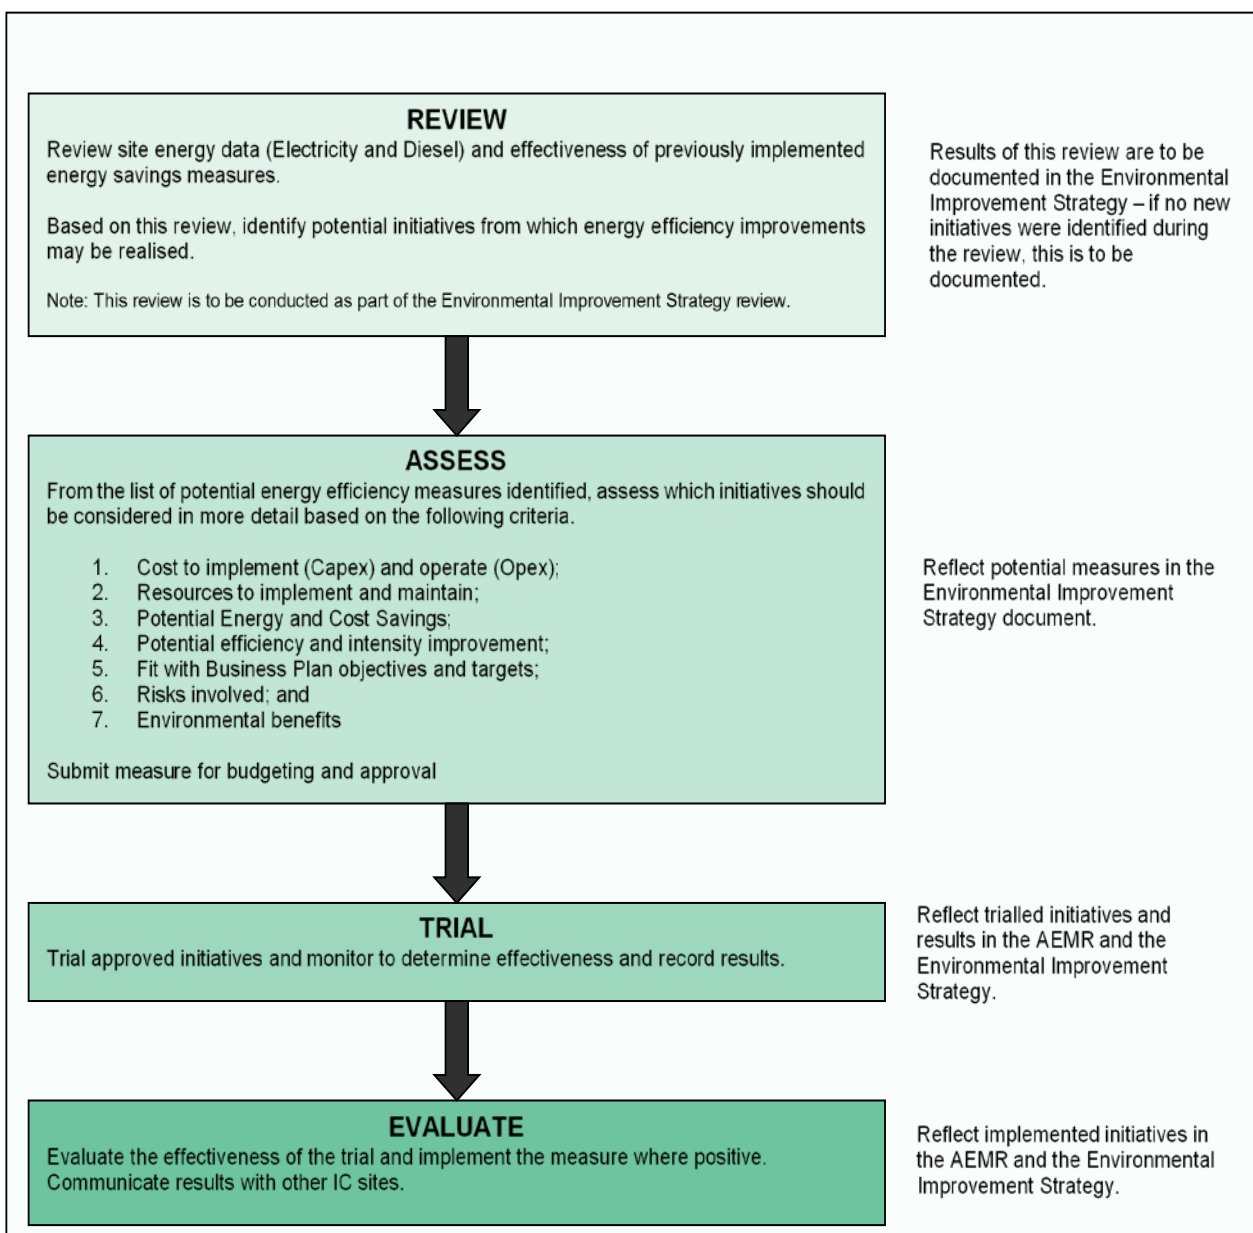 REVIEW
Review site energy data (Electricity and Diesel) and effectiveness of previously implemented
energy savings measures.
Based on this review, identify potential initiatives from which energy efficiency improvements
may be realised.
Note: This review is to be conducted as part of the Environmental Improvement Strategy review.
Results of this review are to be
documented in the Environmental
Improvement Strategy – if no new
initiatives were identified during
the review, this is to be
documented.
ASSESS
From the list of potential energy efficiency measures identified, assess which initiatives should
be considered in more detail based on the following criteria.
1. Cost to implement (Capex) and operate (Opex);
2. Resources to implement and maintain;
3. Potential Energy and Cost Savings;
4. Potential efficiency and intensity improvement;
5. Fit with Business Plan objectives and targets;
6. Risks involved; and
7. Environmental benefits
Submit measure for budgeting and approval
Reflect potential measures in the
Environmental Improvement
Strategy document.
TRIAL
Trial approved initiatives and monitor to determine effectiveness and record results.
Reflect trialled initiatives and
results in the AEMR and the
Environmental Improvement
Strategy.
EVALUATE
Evaluate the effectiveness of the trial and implement the measure where positive.
Communicate results with other IC sites.
Reflect implemented initiatives in
the AEMR and the Environmental
Improvement Strategy.